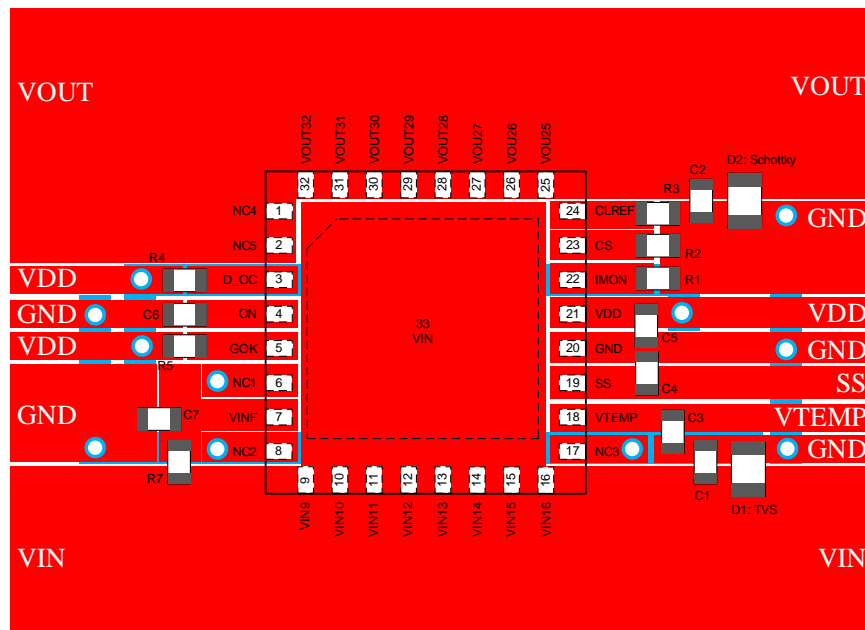 VOUT
VOUT
VOUT32
VOUT31
VOUT30
VOUT29
VOUT28
VOU27
VOU26
VOU25
32
31
30
29
28
27
26
25
C2
D2: Schottky
R3
NC4
1
24
CLREF
GND
NC5
2
23
CS
R2
R4
VDD
D_OC
3
22
IMON
R1
GND
C6
ON
4
21
VDD
VDD
33
VIN
C5
VDD
GOK
5
20
GND
GND
R5
NC1
6
19
SS
C4
SS
GND
C7
VINF
7
18
VTEMP
C3
VTEMP
NC2
8
17
NC3
GND
R7
9
10
11
12
13
14
15
16
C1
D1: TVS
VIN9
VIN10
VIN11
VIN12
VIN13
VIN14
VIN15
VIN16
VIN
VIN